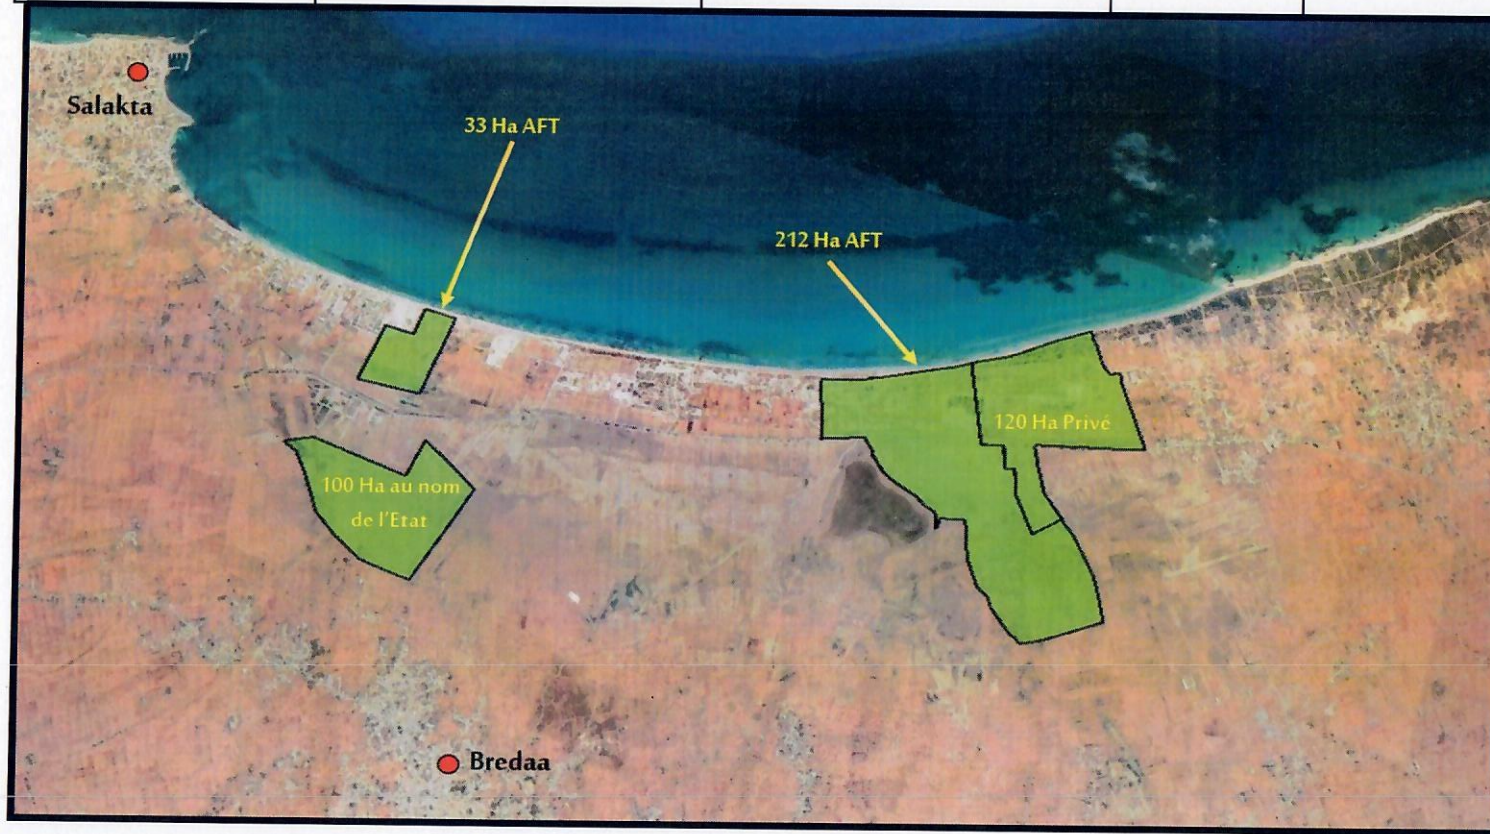 Salakta
33 Ha AFT
212 Ha AFT
120 Ha Privé
100 Ha au nom
de l'Etat
Bredaa